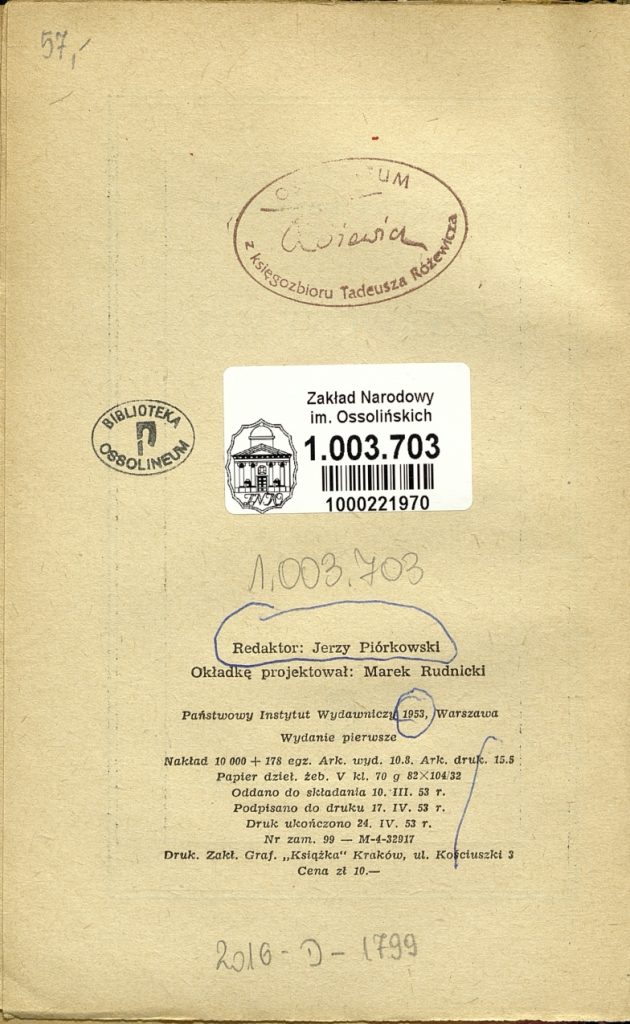 57,-
UM
z księgozbioru Tadeusza Różewicza
BIBLIOTEKA
OSSOLINEUM
Zakład Narodowy
im. Ossolińskich
1.003.703
1000221970
1.003.703
Redaktor: Jerzy Piórkowski
Okładkę projektował: Marek Rudnicki
Państwowy Instytut Wydawniczy 1953, Warszawa
Wydanie pierwsze
Nakład 10 000 + 178 egz. Ark. wyd. 10.8. Ark. druk. 15.5
Papier dzieł. żeb. V kl. 70 g 82×104/32
Oddano do składania 10. III. 53 r.
Podpisano do druku 17. IV. 53 r.
Druk ukończono 24. IV. 53 r.
Nr zam. 99 — M-4-32917
Druk. Zakł. Graf. „Książka" Kraków, ul. Kościuszki 3
Cena zł 10.—
2016-D-1799